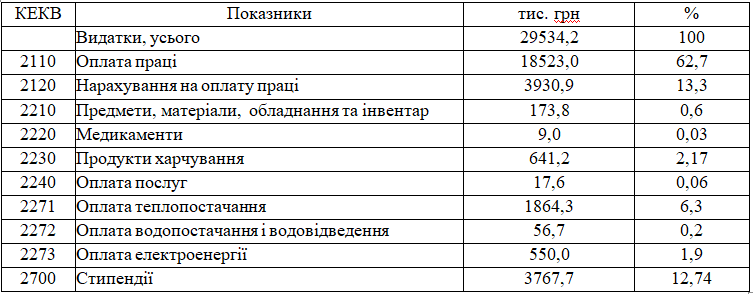 КЕКВ Показники тис. грн %
Видатки, усього 29534,2 100
2110 Оплата праці 18523,0 62,7
2120 Нарахування на оплату праці 3930,9 13,3
2210 Предмети, матеріали, обладнання та інвентар 173,8 0,6
2220 Медикаменти 9,0 0,03
2230 Продукти харчування 641,2 2,17
2240 Оплата послуг 17,6 0,06
2271 Оплата теплопостачання 1864,3 6,3
2272 Оплата водопостачання і водовідведення 56,7 0,2
2273 Оплата електроенергії 550,0 1,9
2700 Стипендії 3767,7 12,74